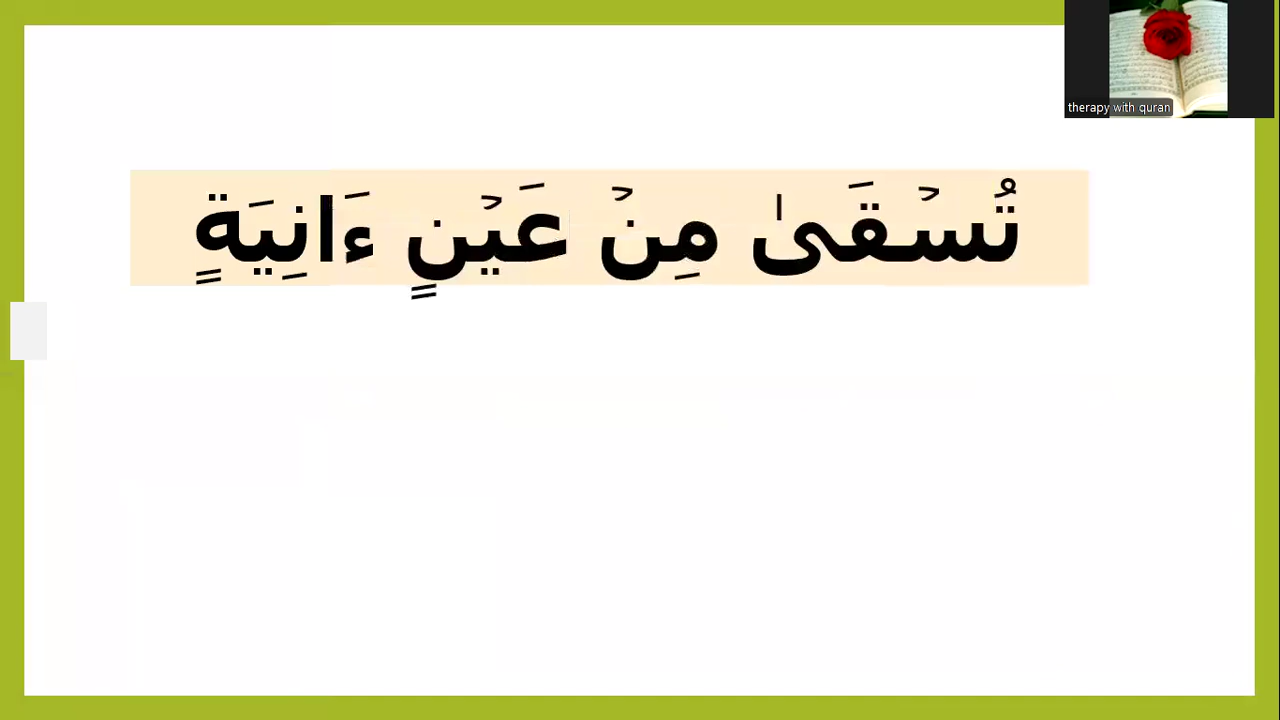 therapy with quran
تُسۡقَىٰ مِنۡ عَيۡنٍ ءَانِيَةٍ